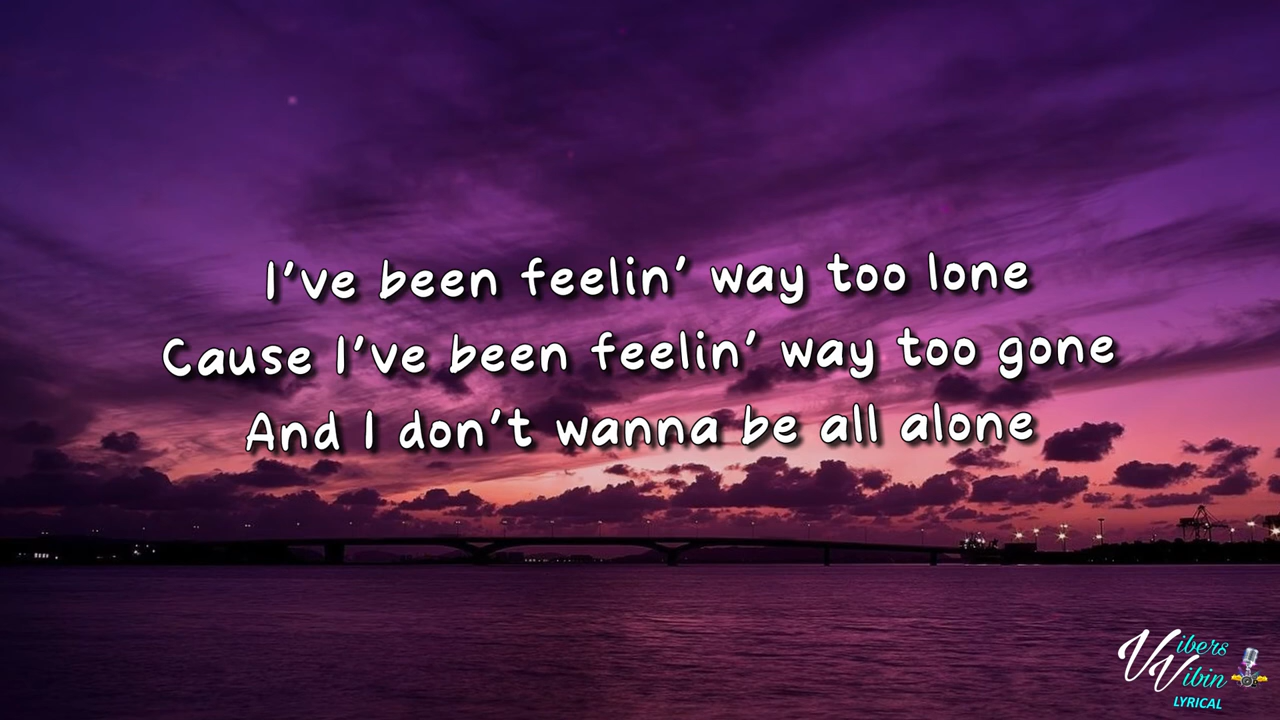 I've been feelin' way too lone
Cause I've been feelin' way too gone
And I don't wanna be all alone
Vibers
Vibin
LYRICAL